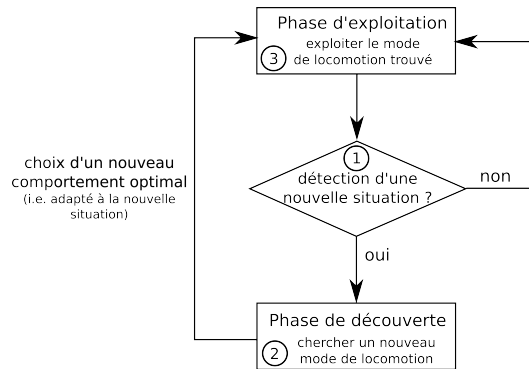 Phase d'exploitation
exploiter le mode
de locomotion trouvé
3
1
détection d'une
nouvelle situation ?
non
oui
choix d'un nouveau
comportement optimal
(i.e. adapté à la nouvelle
situation)
Phase de découverte
chercher un nouveau
mode de locomotion
2